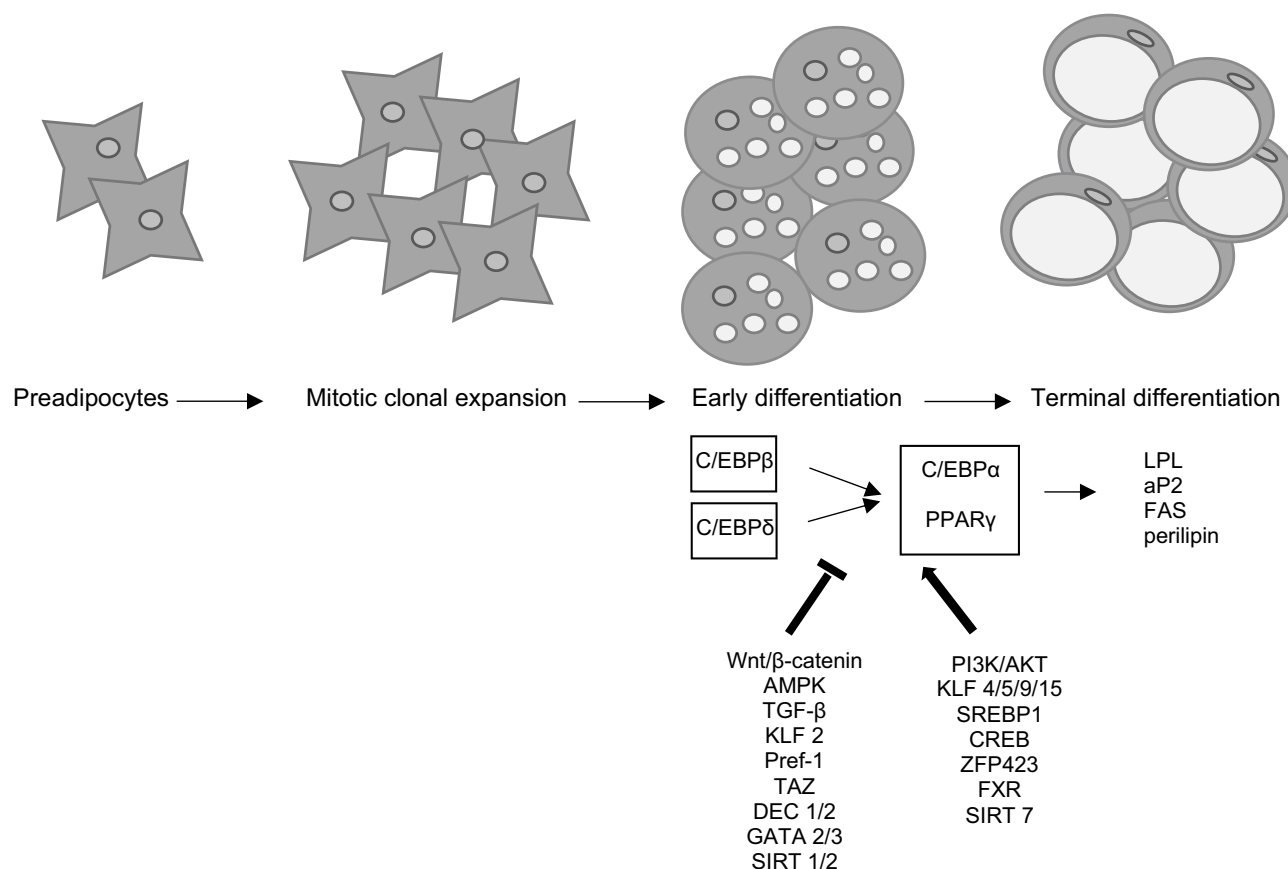 Preadipocytes
Mitotic clonal expansion
Early differentiation
Terminal differentiation
C/EBPβ
C/EBPδ
C/EBPα
PPARγ
LPL
aP2
FAS
perilipin
Wnt/β-catenin
AMPK
TGF-β
KLF 2
Pref-1
TAZ
DEC 1/2
GATA 2/3
SIRT 1/2
PI3K/AKT
KLF 4/5/9/15
SREBP1
CREB
ZFP423
FXR
SIRT 7